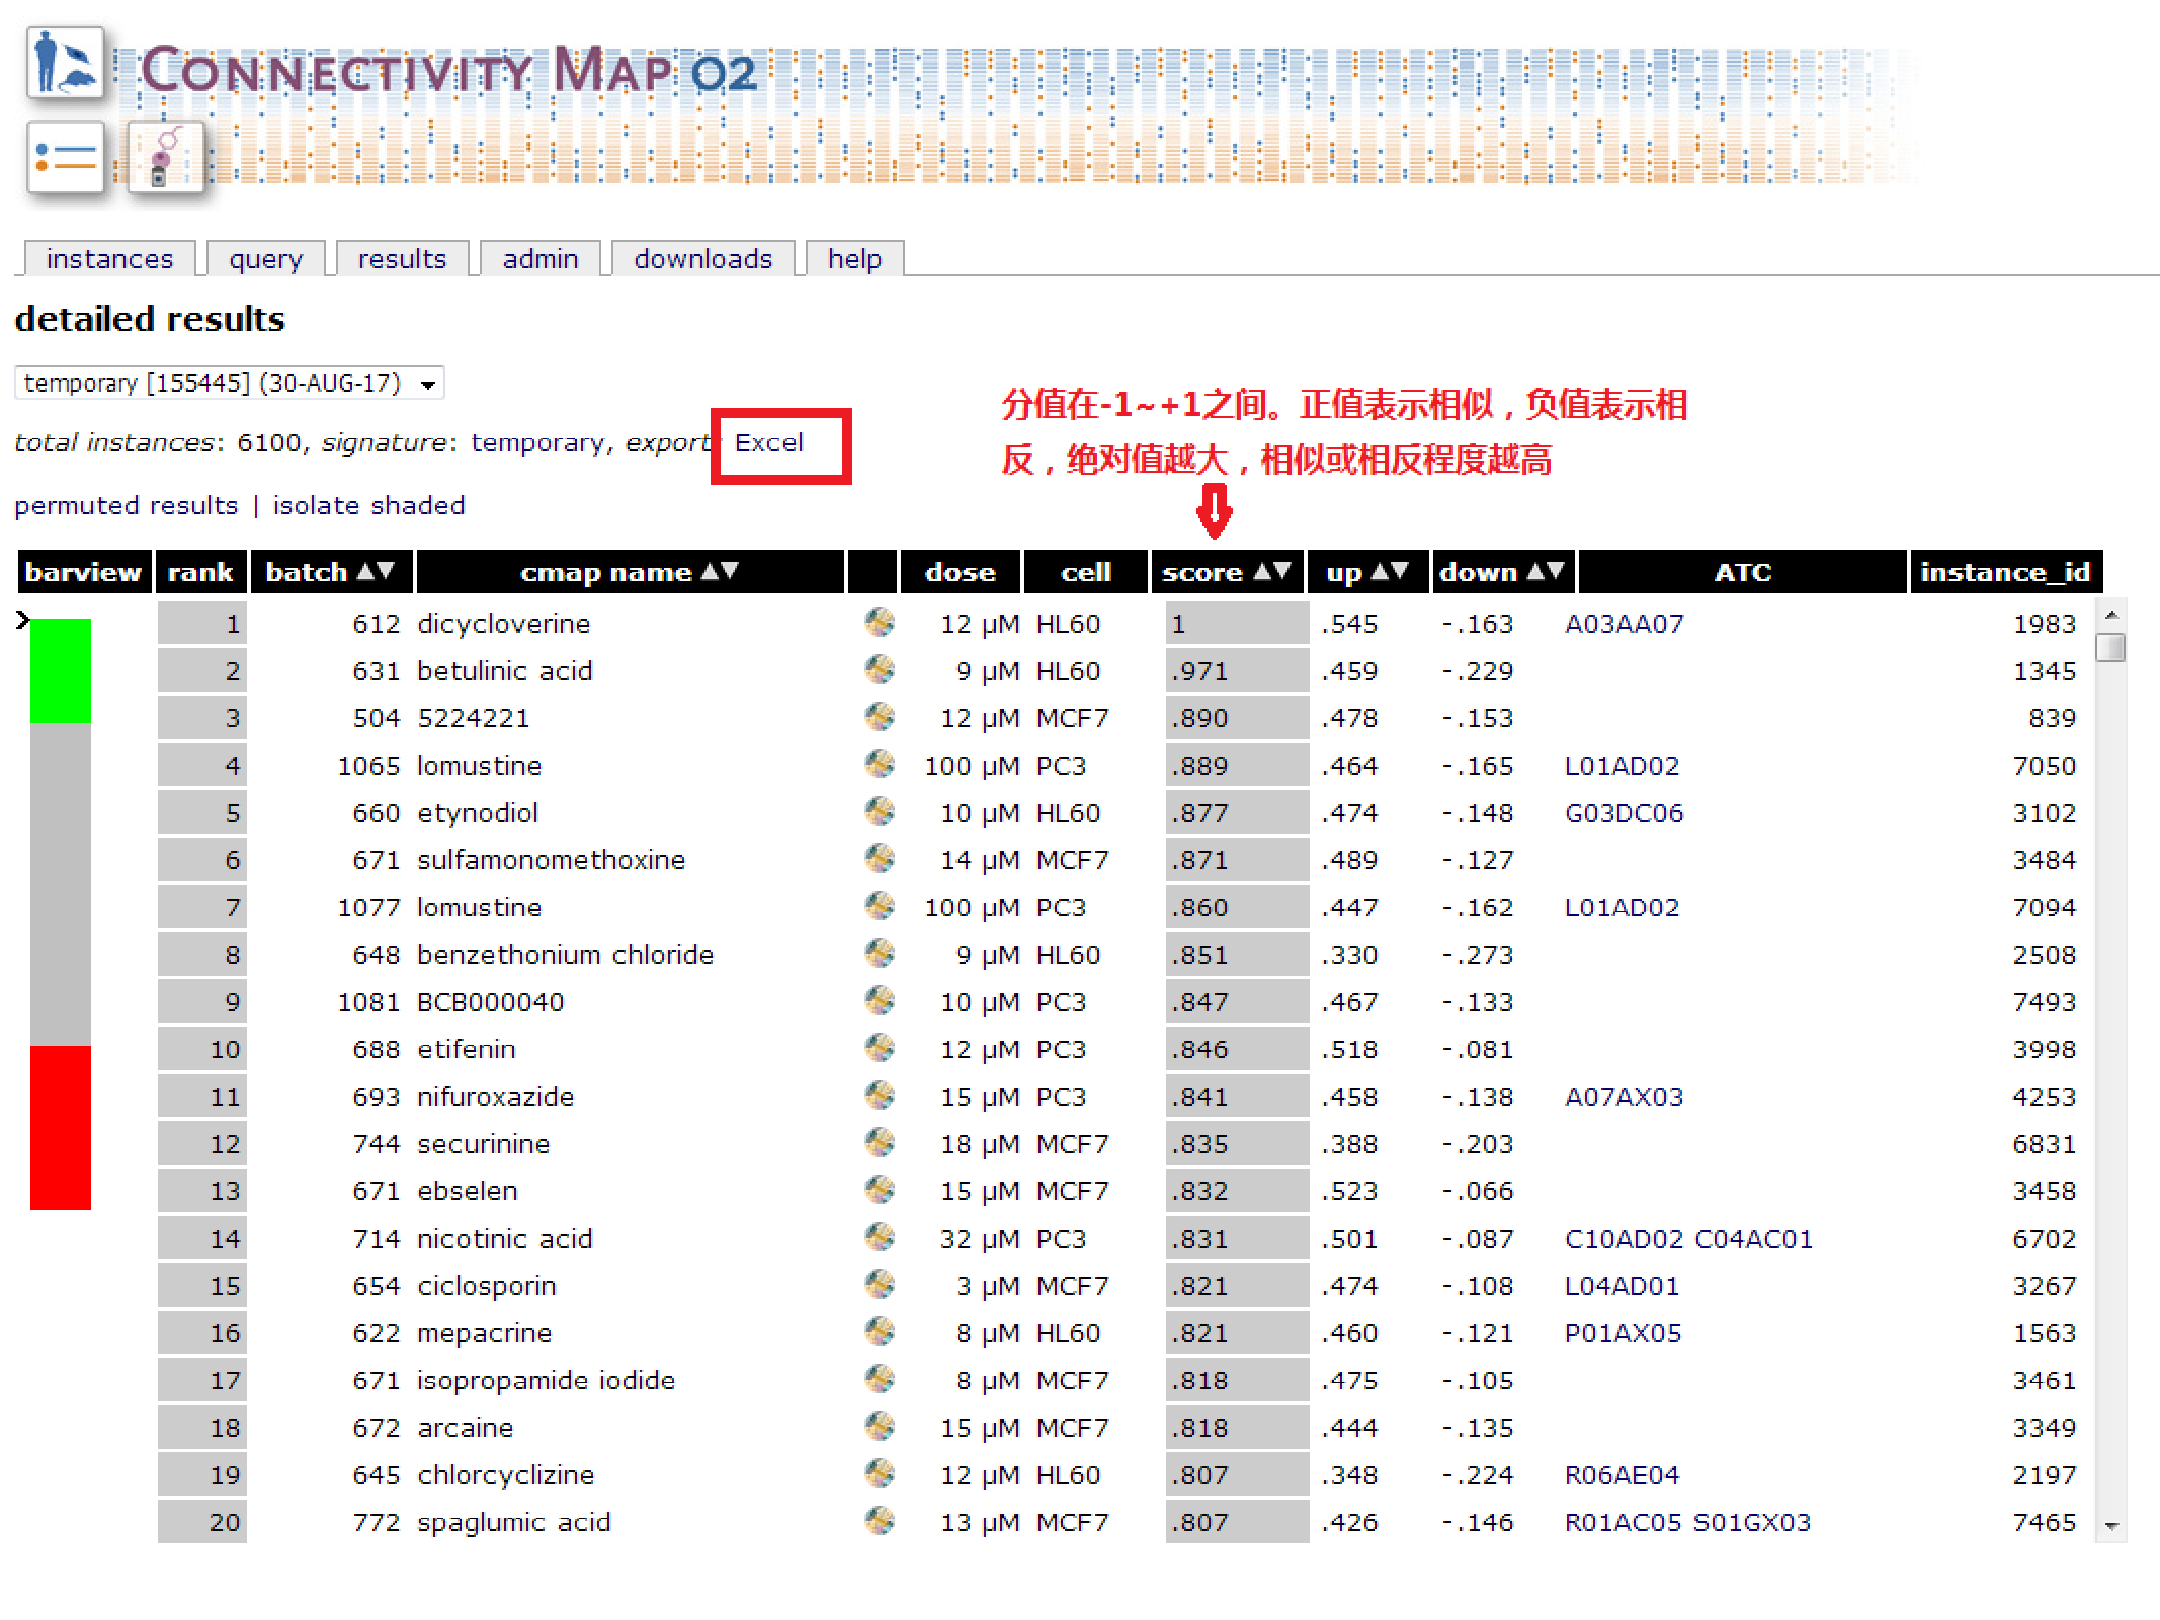 CONNECTIVITY MAP 02
instances query results admin downloads help
detailed results
temporary [155445] (30-AUG-17)
分值在-1~+1之间。正值表示相似，负值表示相
反，绝对值越大，相似或相反程度越高
total instances: 6100, signature: temporary, export: Excel
permuted results | isolate shaded
barview rank batch ▲▼ cmap name ▲▼ dose cell score ▲▼ up ▲▼ down ▲▼ ATC instance_id
1 612 dicycloverine 12 µM HL60 1 .545 -.163 A03AA07 1983
2 631 betulinic acid 9 µM HL60 .971 .459 -.229 1345
3 504 5224221 12 µM MCF7 .890 .478 -.153 839
4 1065 lomustine 100 µM PC3 .889 .464 -.165 L01AD02 7050
5 660 etynodiol 10 µM HL60 .877 .474 -.148 G03DC06 3102
6 671 sulfamonomethoxine 14 µM MCF7 .871 .489 -.127 3484
7 1077 lomustine 100 µM PC3 .860 .447 -.162 L01AD02 7094
8 648 benzethonium chloride 9 µM HL60 .851 .330 -.273 2508
9 1081 BCB000040 10 µM PC3 .847 .467 -.133 7493
10 688 etifenin 12 µM PC3 .846 .518 -.081 3998
11 693 nifuroxazide 15 µM PC3 .841 .458 -.138 A07AX03 4253
12 744 securinine 18 µM MCF7 .835 .388 -.203 6831
13 671 ebselen 15 µM MCF7 .832 .523 -.066 3458
14 714 nicotinic acid 32 µM PC3 .831 .501 -.087 C10AD02 C04AC01 6702
15 654 ciclosporin 3 µM MCF7 .821 .474 -.108 L04AD01 3267
16 622 mepacrine 8 µM HL60 .821 .460 -.121 P01AX05 1563
17 671 isopropamide iodide 8 µM MCF7 .818 .475 -.105 3461
18 672 arcaine 15 µM MCF7 .818 .444 -.135 3349
19 645 chlorcyclizine 12 µM HL60 .807 .348 -.224 R06AE04 2197
20 772 spaglumic acid 13 µM MCF7 .807 .426 -.146 R01AC05 S01GX03 7465